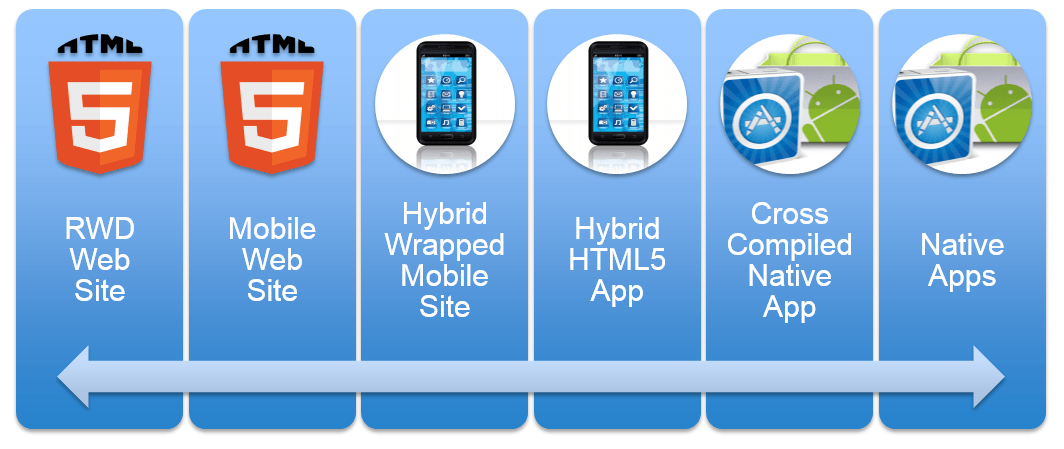 HTML
5
RWD
Web
Site
HTML
5
Mobile
Web
Site
Hybrid
Wrapped
Mobile
Site
Hybrid
HTML5
App
Cross
Compiled
Native
App
Native
Apps